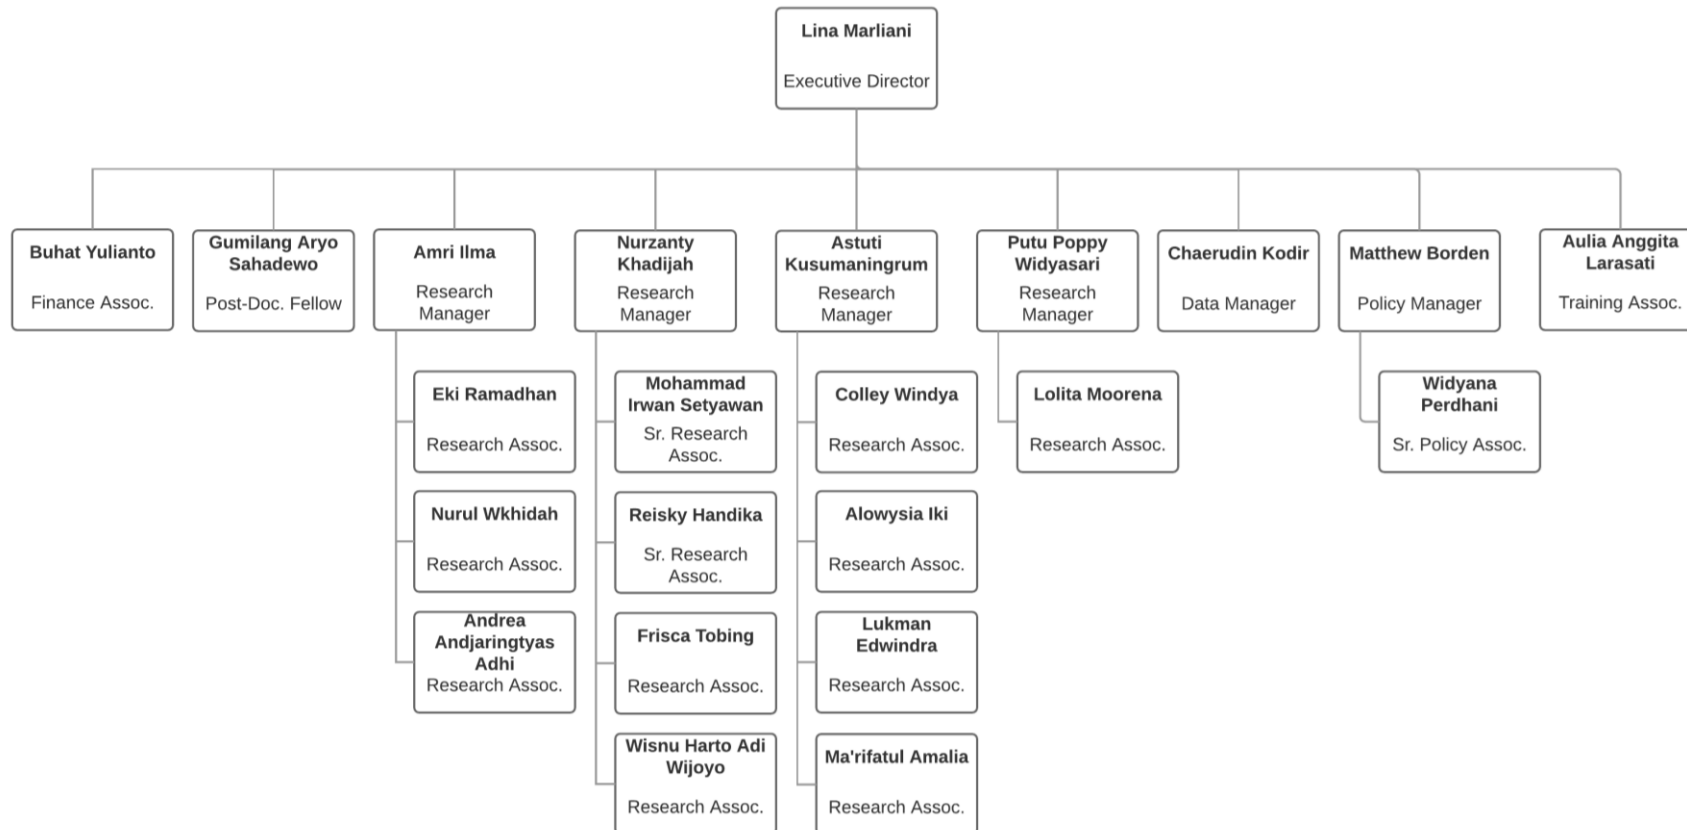 Lina Marliani
Executive Director
Buhat Yulianto
Finance Assoc.
Gumilang Aryo
Sahadewo
Post-Doc. Fellow
Amri Ilma
Research
Manager
Nurzanty
Khadijah
Research
Manager
Astuti
Kusumaningrum
Research
Manager
Putu Poppy
Widyasari
Research
Manager
Chaerudin Kodir
Data Manager
Matthew Borden
Policy Manager
Aulia Anggita
Larasati
Training Assoc.
Eki Ramadhan
Research Assoc.
Nurul Wkhidah
Research Assoc.
Andrea
Andjaringtyas
Adhi
Research Assoc.
Mohammad
Irwan Setyawan
Sr. Research
Assoc.
Reisky Handika
Sr. Research
Assoc.
Frisca Tobing
Research Assoc.
Wisnu Harto Adi
Wijoyo
Research Assoc.
Colley Windya
Research Assoc.
Alowysia Iki
Research Assoc.
Lukman
Edwindra
Research Assoc.
Ma'rifatul Amalia
Research Assoc.
Lolita Moorena
Research Assoc.
Widyana
Perdhani
Sr. Policy Assoc.